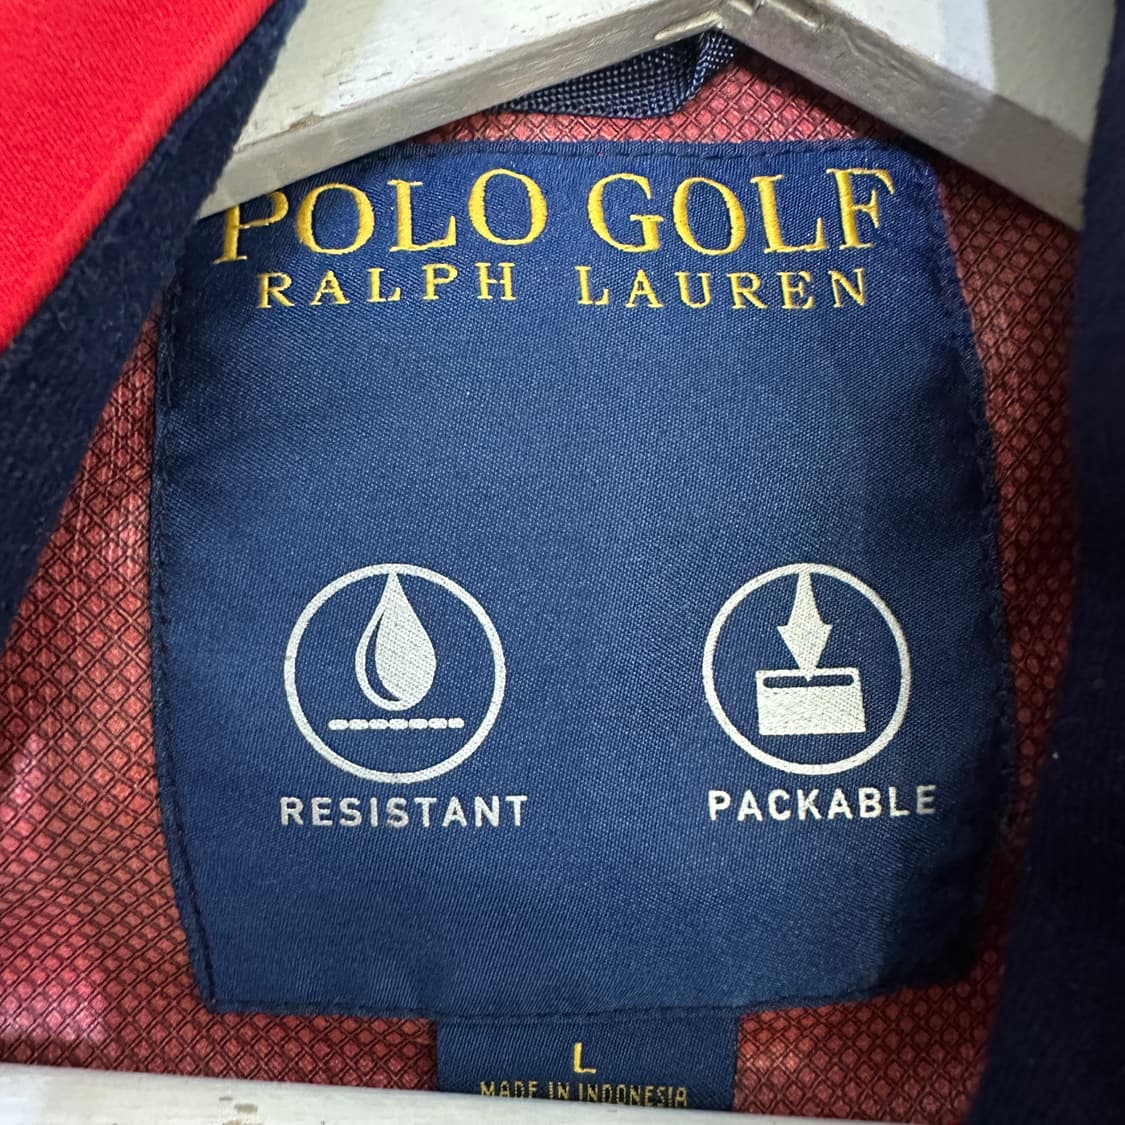 POLO GOLF
RALPH LAUREN
RESISTANT PACKABLE
L
MADE IN INDONESIA